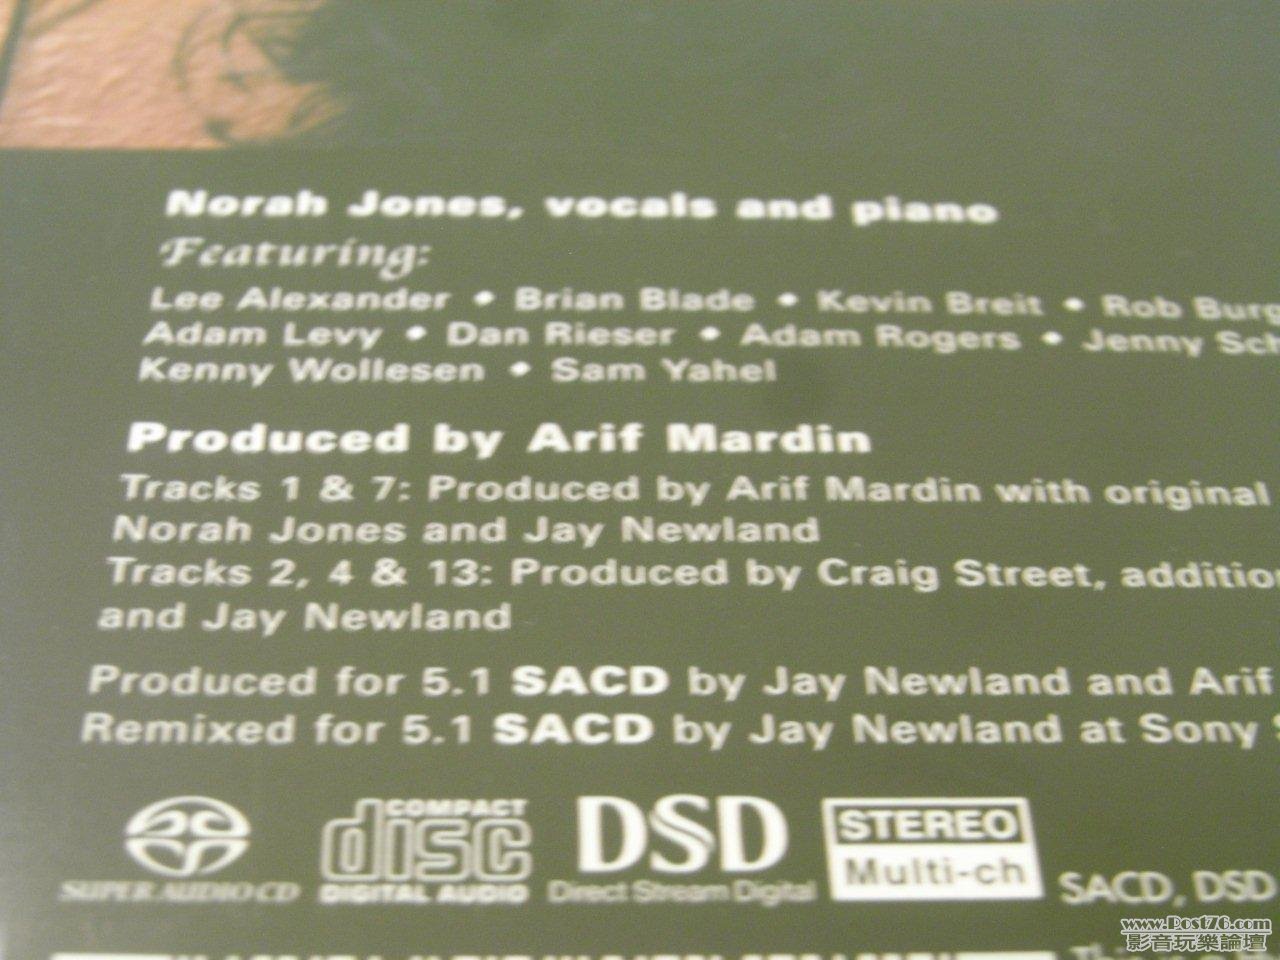 Norah Jones, vocals and piano
Featuring:
Lee Alexander • Brian Blade • Kevin Breit • Rob Burg
Adam Levy • Dan Rieser • Adam Rogers • Jenny Sch
Kenny Wollesen • Sam Yahel
Produced by Arif Mardin
Tracks 1 & 7: Produced by Arif Mardin with original
Norah Jones and Jay Newland
Tracks 2, 4 & 13: Produced by Craig Street, additio
and Jay Newland
Produced for 5.1 SACD by Jay Newland and Arif
Remixed for 5.1 SACD by Jay Newland at Sony
SUPER AUDIO CD
COMPACT disc DIGITAL AUDIO
DSD Direct Stream Digital
STEREO
Multi-ch
SACD, DSD
www.Post76.com
影音玩樂論壇